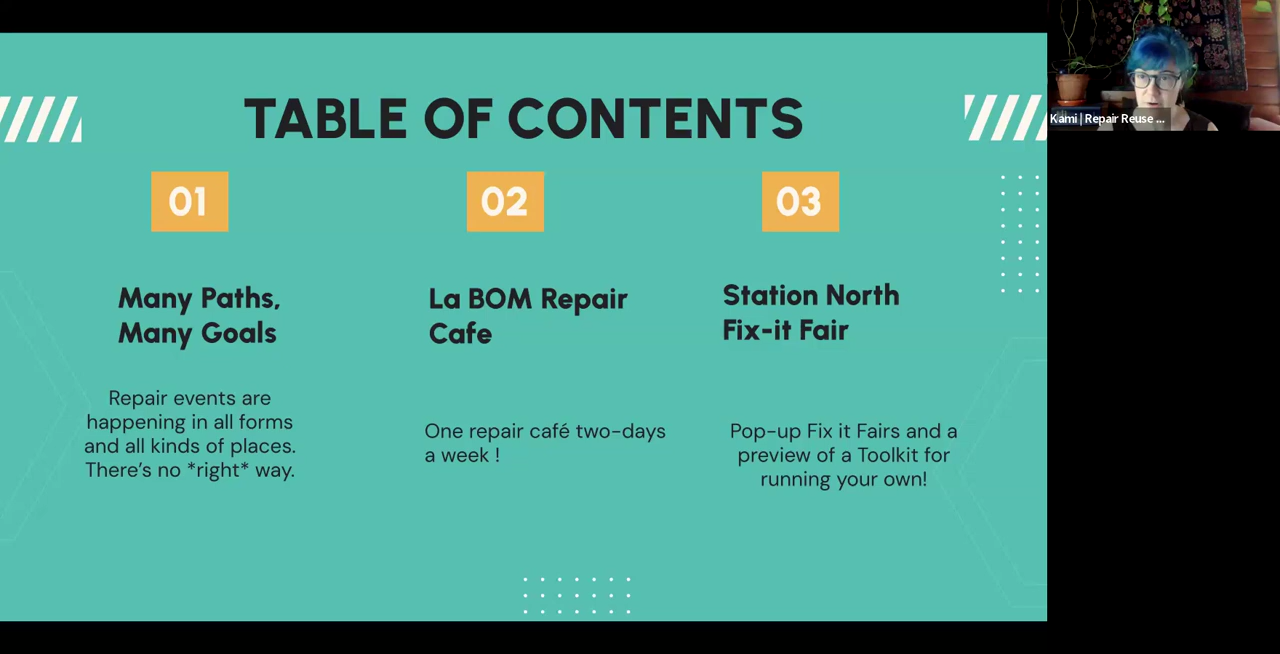 TABLE OF CONTENTS
01
Many Paths,
Many Goals
Repair events are
happening in all forms
and all kinds of places.
There's no *right* way.
02
La BOM Repair
Cafe
One repair café two-days
a week !
03
Station North
Fix-it Fair
Pop-up Fix it Fairs and a
preview of a Toolkit for
running your own!
Kami | Repair Reuse ...